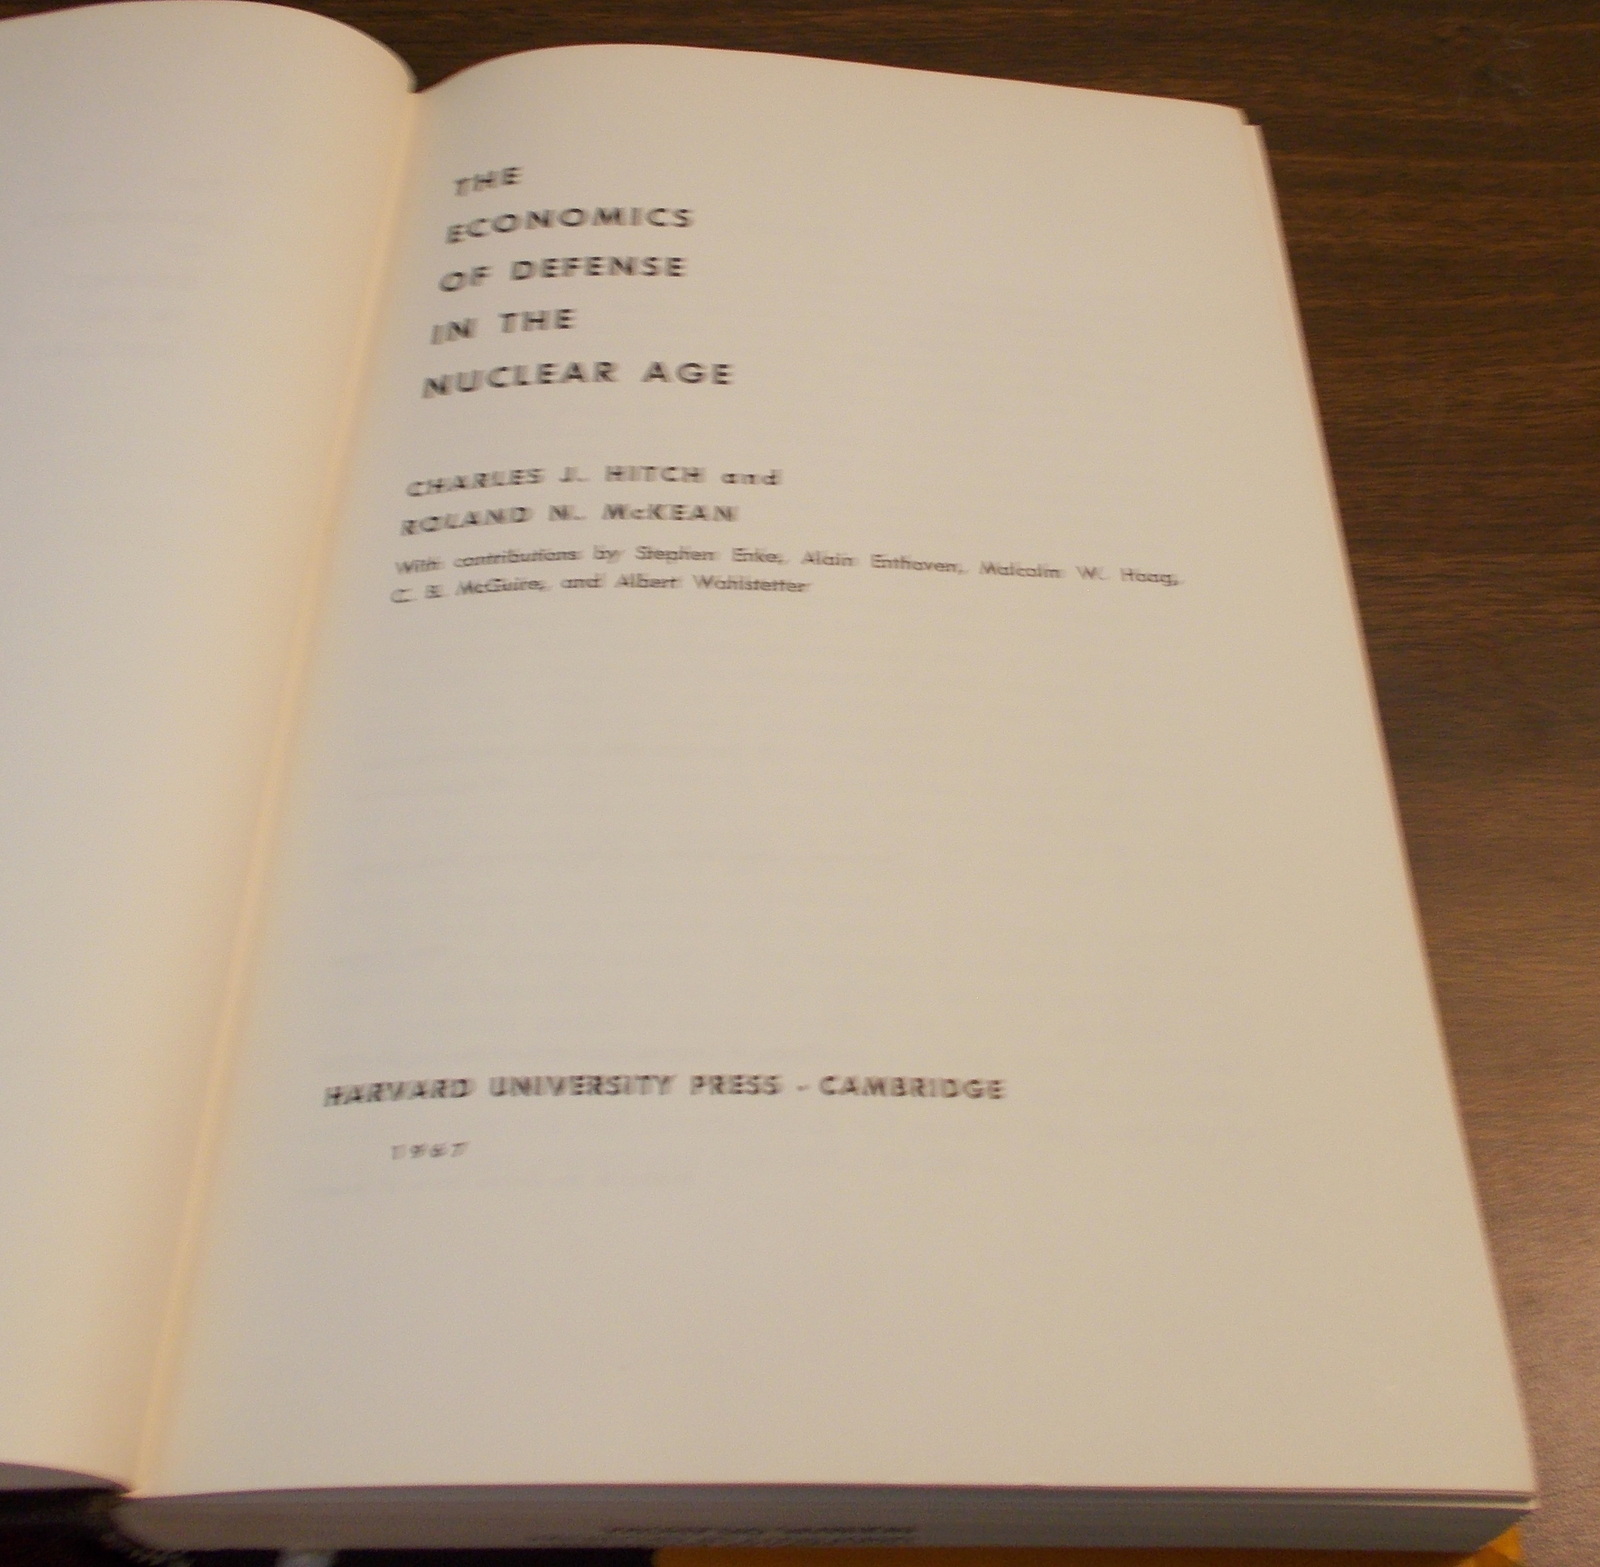 THE
ECONOMICS
OF DEFENSE
IN THE
NUCLEAR AGE
CHARLES J. HITCH and
ROLAND N. McKEAN
With contributions by Stephen Enke, Alain Enthoven, Malcolm W. Hoag,
C. B. McGuire, and Albert Wohlstetter
HARVARD UNIVERSITY PRESS - CAMBRIDGE
1967